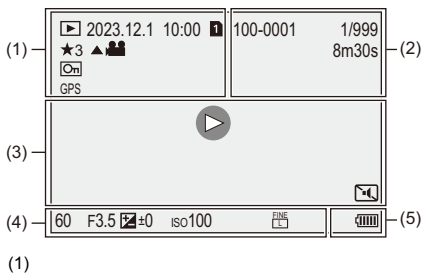 2023.12.1 10:00 1 100-0001 1/999
(1) ★3 8m30s (2)
GPS
(3)
(4) 60 F3.5 ±0 ISO100 FINE L (5)
(1)